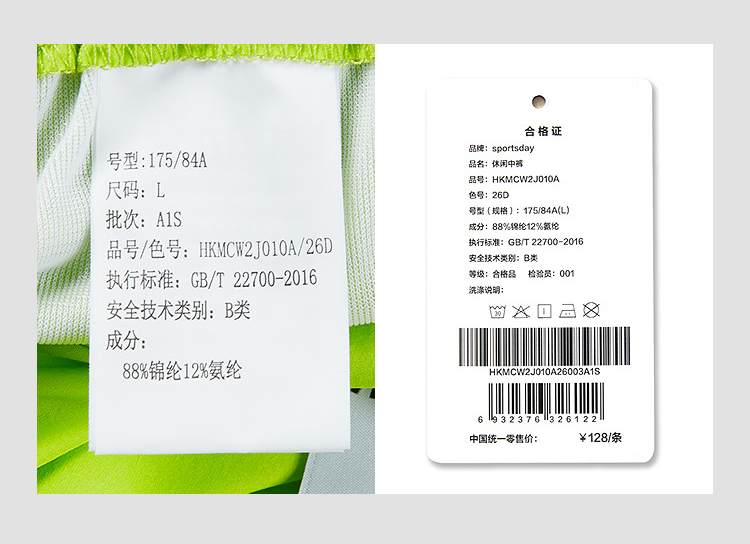 号型:175/84A
尺码: L
批次: A1S
品号/色号: HKMCW2J010A/26D
执行标准: GB/T 22700-2016
安全技术类别: B类
成分:
88%锦纶12%氨纶
合格证
品牌: sportsday
品名: 休闲中裤
品号: HKMCW2J010A
色号: 26D
号型(规格): 175/84A(L)
成分: 88%锦纶12%氨纶
执行标准: GB/T 22700-2016
安全技术类别: B类
等级: 合格品 检验员: 001
洗涤说明:
30
HKMCW2J010A26003A1S
6 932376 326122
中国统一零售价: ¥128/条